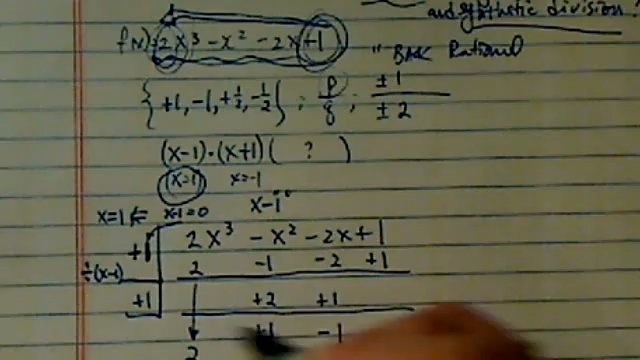 and synthetic division?
f(x)=2x³ - x² - 2x +1
" Rational
{+1, -1, +1/2, -1/2} ; p/q ; ±1/±2
(x-1)·(x+1)( ? )
x=1 x=-1
x=1 ⇐ x-1=0 x-1
+1 2x³ - x² - 2x + 1
÷(x-1) 2 -1 -2 +1
+1 +2 +1
2 +1 -1